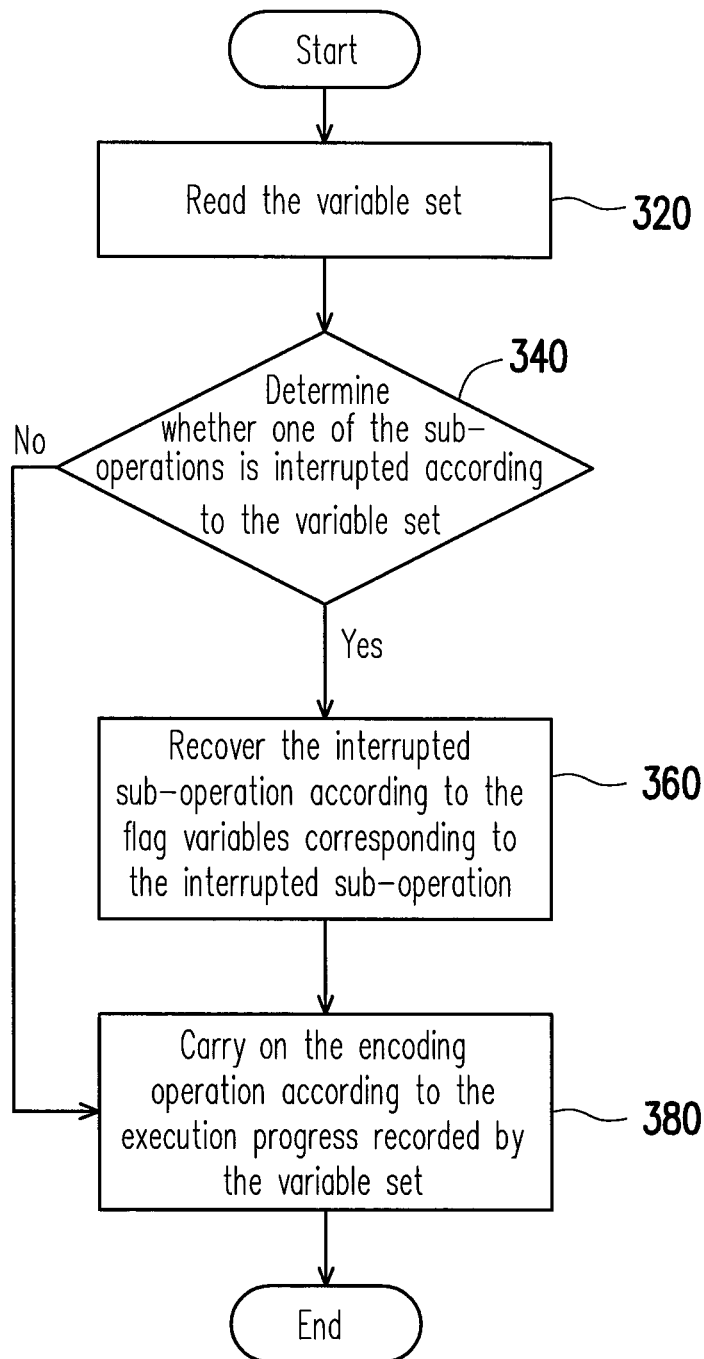 Start
Read the variable set
320
340
Determine
whether one of the sub-
operations is interrupted according
to the variable set
No
Yes
Recover the interrupted
sub-operation according to the
flag variables corresponding to
the interrupted sub-operation
360
Carry on the encoding
operation according to the
execution progress recorded by
the variable set
380
End